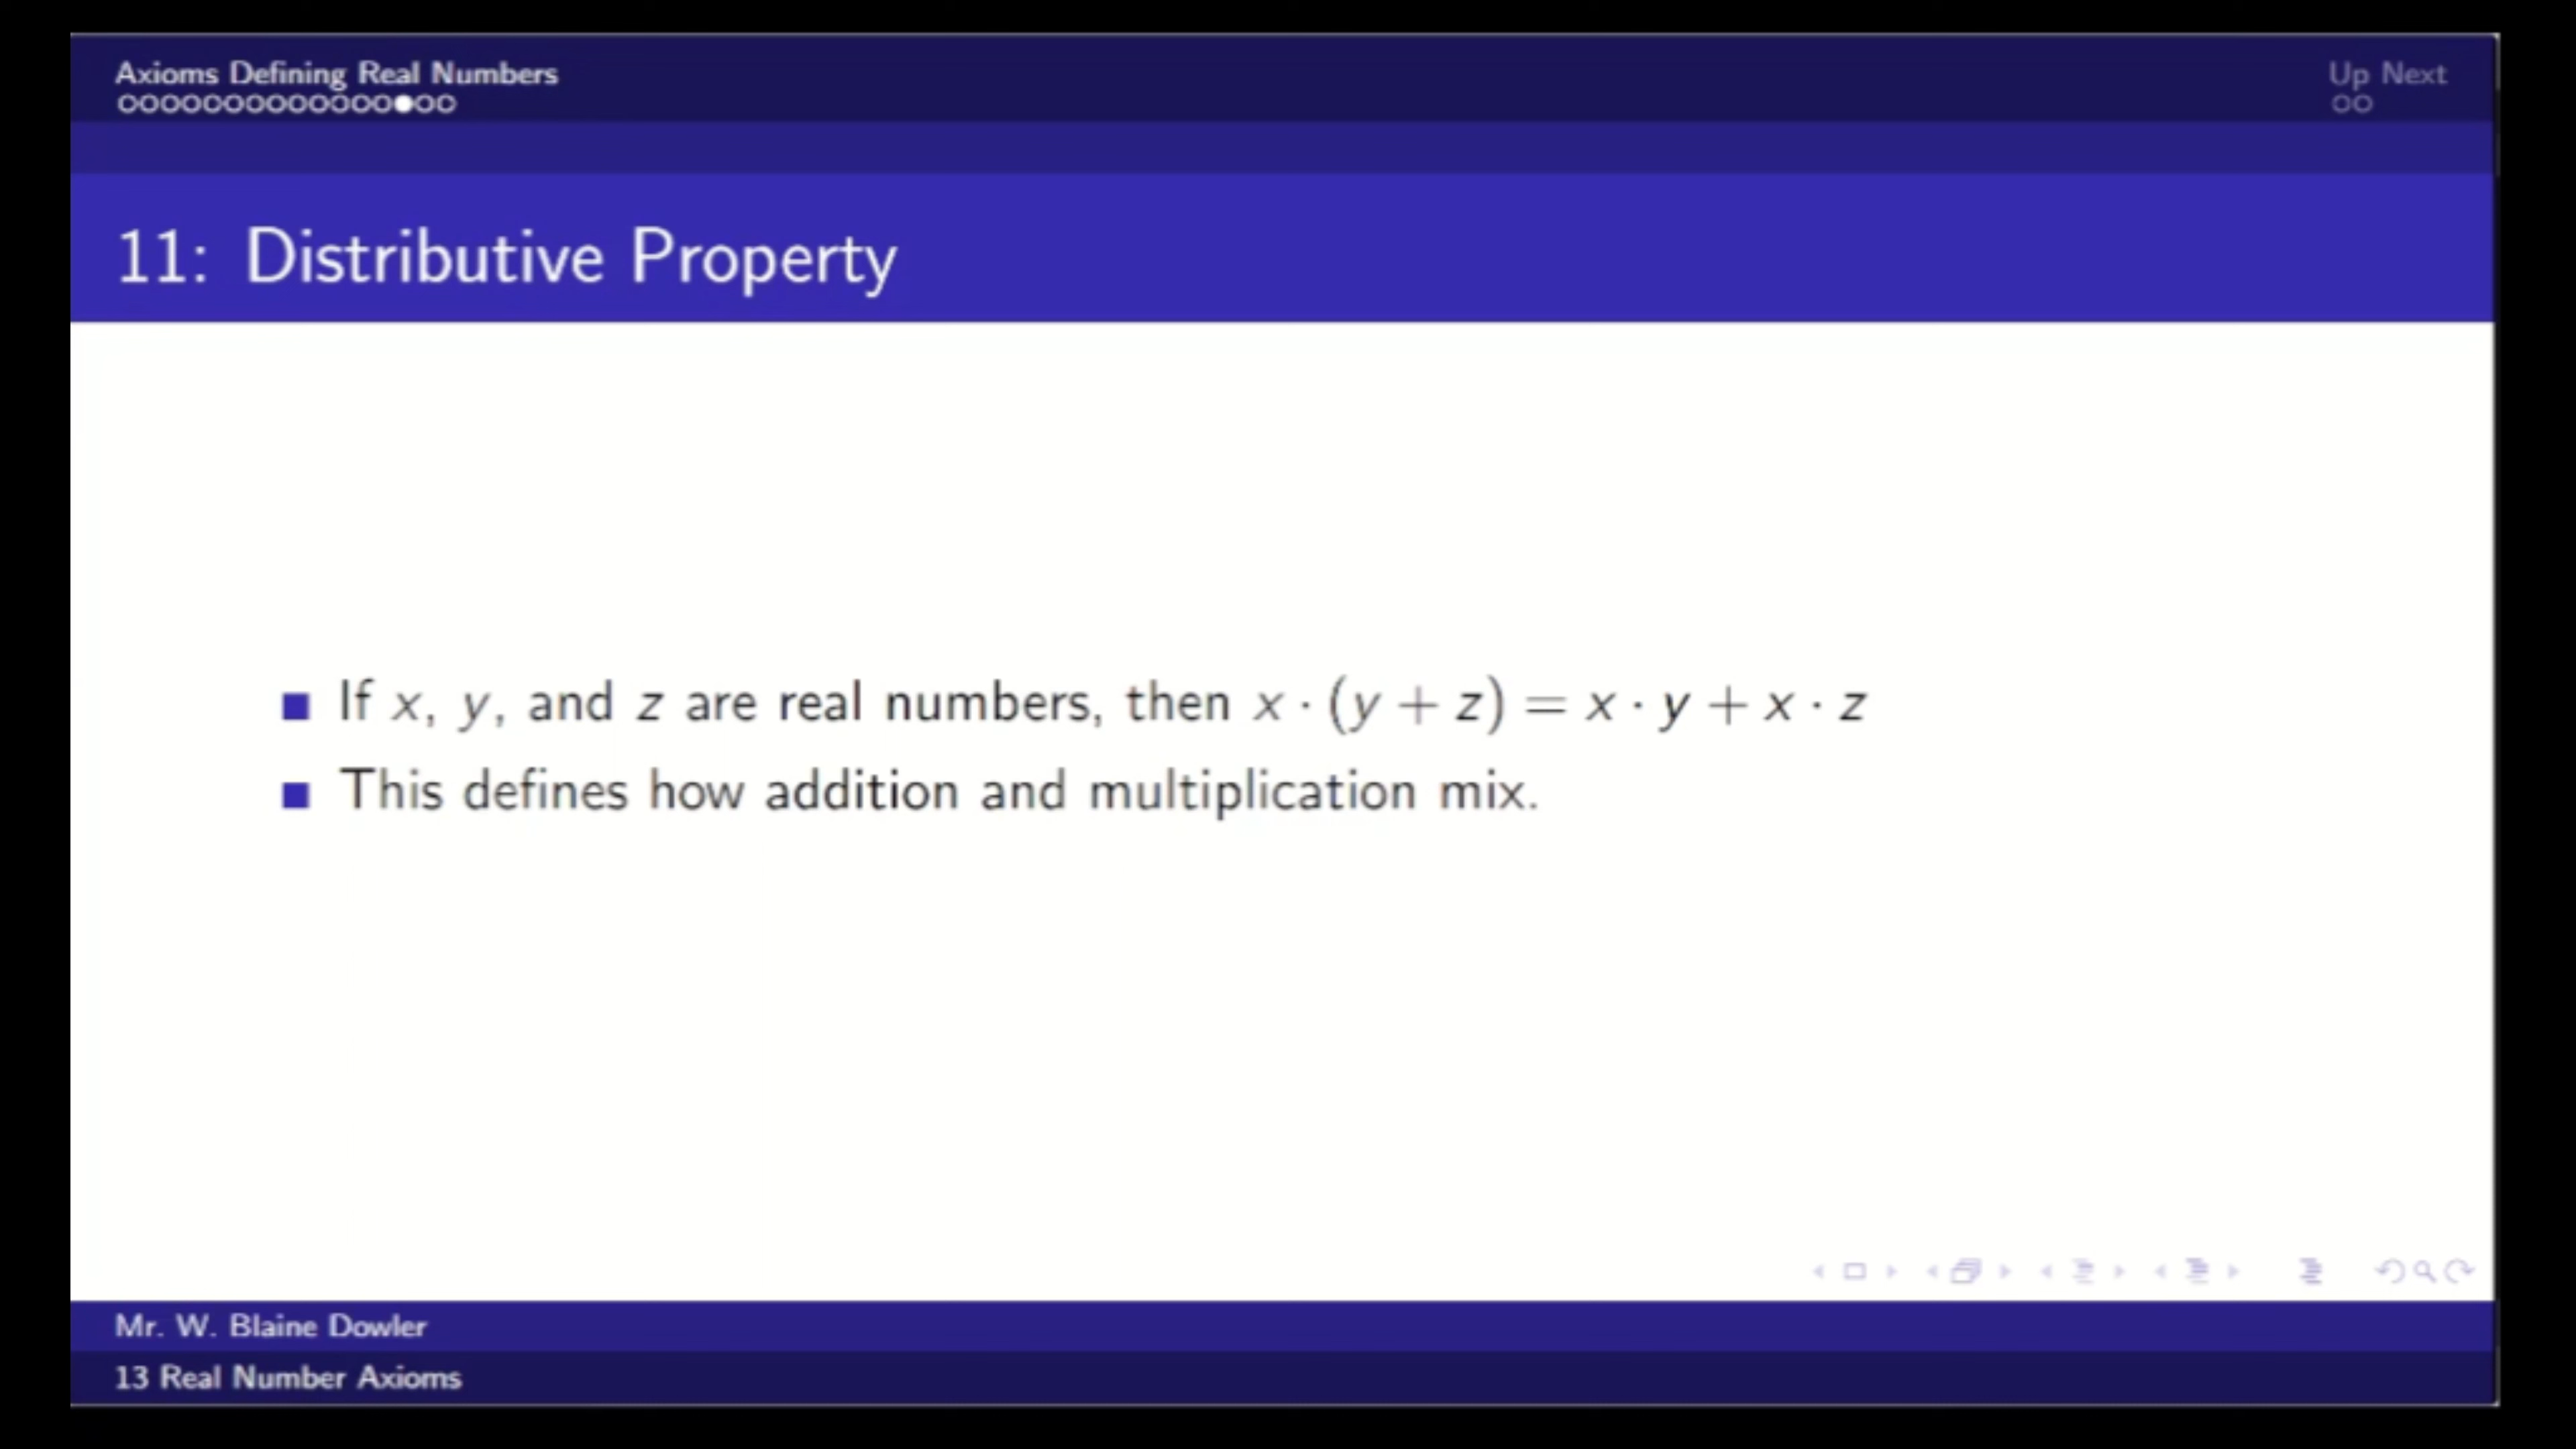 Axioms Defining Real Numbers
Up Next
11: Distributive Property
If x, y, and z are real numbers, then x · (y + z) = x · y + x · z
This defines how addition and multiplication mix.
Mr. W. Blaine Dowler
13 Real Number Axioms